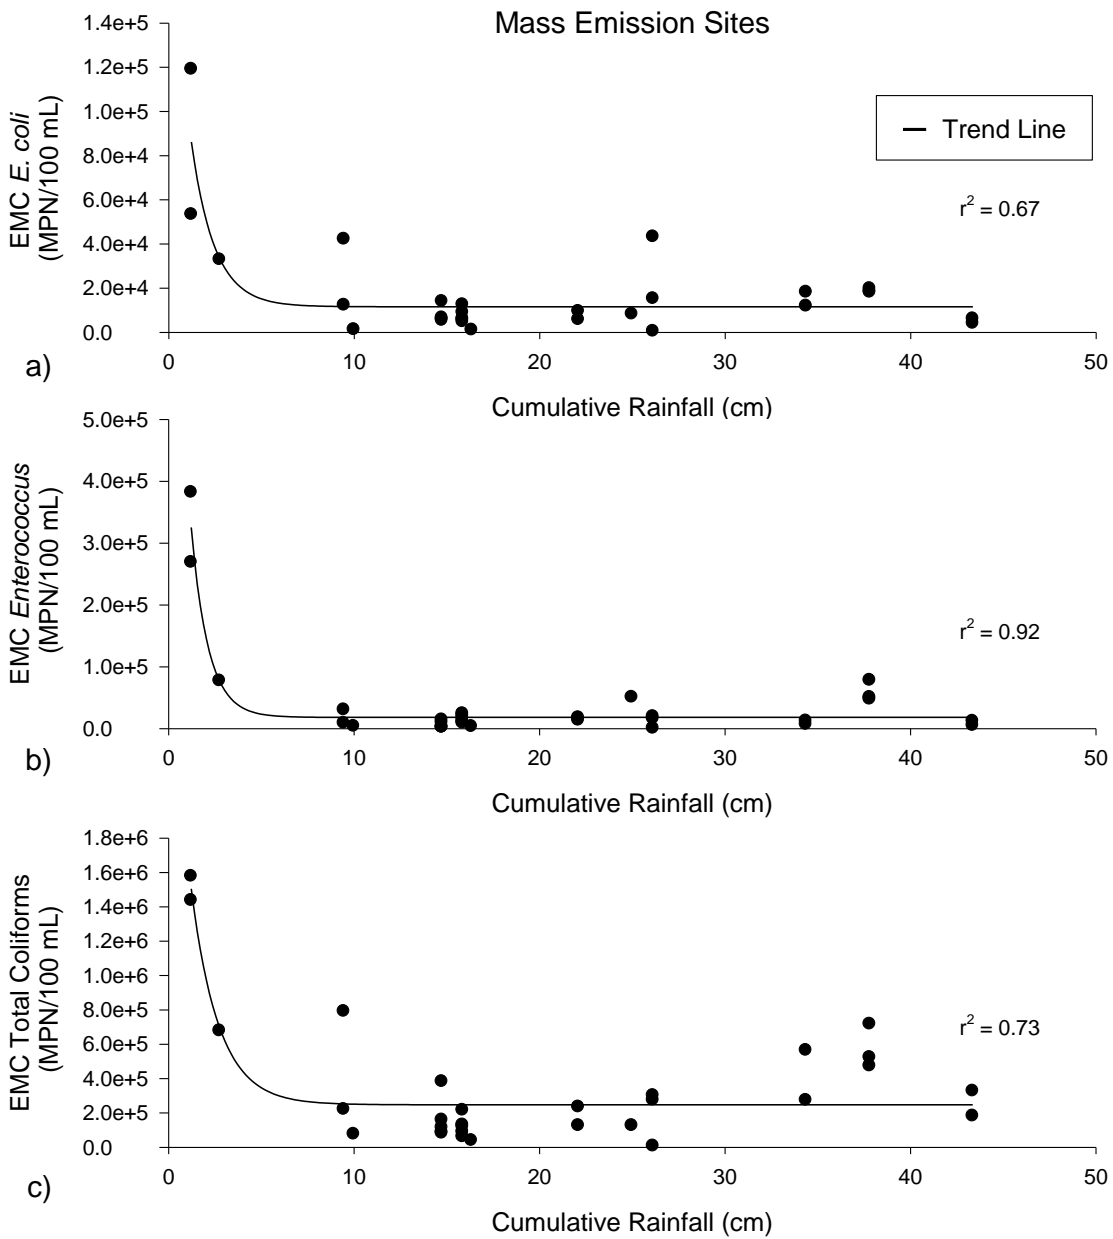 Mass Emission Sites
EMC E. coli
(MPN/100 mL)
1.4e+5
1.2e+5
1.0e+5
8.0e+4
6.0e+4
4.0e+4
2.0e+4
0.0
Trend Line
r² = 0.67
0 10 20 30 40 50
a)
Cumulative Rainfall (cm)
EMC Enterococcus
(MPN/100 mL)
5.0e+5
4.0e+5
3.0e+5
2.0e+5
1.0e+5
0.0
r² = 0.92
0 10 20 30 40 50
b)
Cumulative Rainfall (cm)
EMC Total Coliforms
(MPN/100 mL)
1.8e+6
1.6e+6
1.4e+6
1.2e+6
1.0e+6
8.0e+5
6.0e+5
4.0e+5
2.0e+5
0.0
r² = 0.73
0 10 20 30 40 50
c)
Cumulative Rainfall (cm)